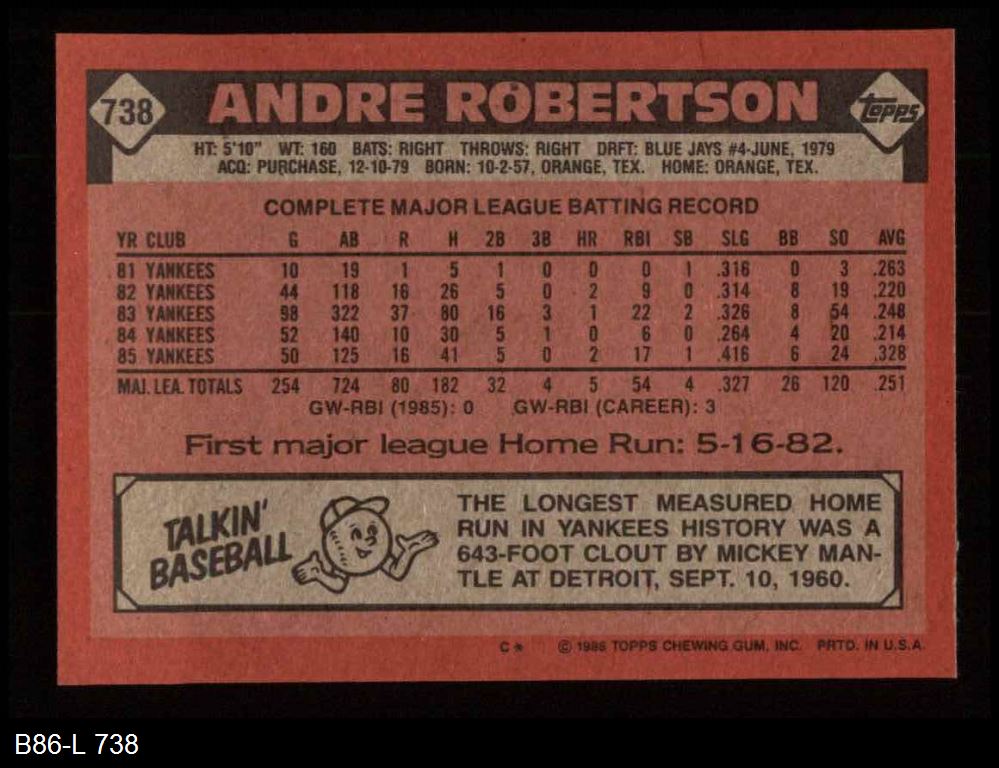 738 ANDRE ROBERTSON TOPPS
HT: 5'10" WT: 160 BATS: RIGHT THROWS: RIGHT DRFT: BLUE JAYS #4-JUNE, 1979
ACQ: PURCHASE, 12-10-79 BORN: 10-2-57, ORANGE, TEX. HOME: ORANGE, TEX.
COMPLETE MAJOR LEAGUE BATTING RECORD
YR CLUB G AB R H 2B 3B HR RBI SB SLG BB SO AVG
81 YANKEES 10 19 1 5 1 0 0 0 1 .316 0 3 .263
82 YANKEES 44 118 16 26 5 0 2 9 0 .314 8 19 .220
83 YANKEES 98 322 37 80 16 3 1 22 2 .326 8 54 .248
84 YANKEES 52 140 10 30 5 1 0 6 0 .264 4 20 .214
85 YANKEES 50 125 16 41 5 0 2 17 1 .416 6 24 .328
MAJ. LEA. TOTALS 254 724 80 182 32 4 5 54 4 .327 26 120 .251
GW-RBI (1985): 0 GW-RBI (CAREER): 3
First major league Home Run: 5-16-82.
TALKIN'
BASEBALL
THE LONGEST MEASURED HOME
RUN IN YANKEES HISTORY WAS A
643-FOOT CLOUT BY MICKEY MAN-
TLE AT DETROIT, SEPT. 10, 1960.
C* © 1986 TOPPS CHEWING GUM, INC. PRTD. IN U.S.A.
B86-L 738